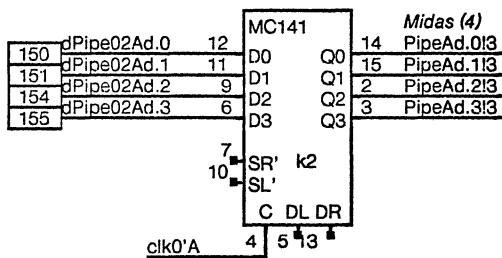 Midas (4)
MC141
150 dPipe02Ad.0 12 D0 Q0 14 PipeAd.0!3
151 dPipe02Ad.1 11 D1 Q1 15 PipeAd.1!3
154 dPipe02Ad.2 9 D2 Q2 2 PipeAd.2!3
155 dPipe02Ad.3 6 D3 Q3 3 PipeAd.3!3
7 SR' k2
10 SL'
C DL DR
clk0'A 4 5 13